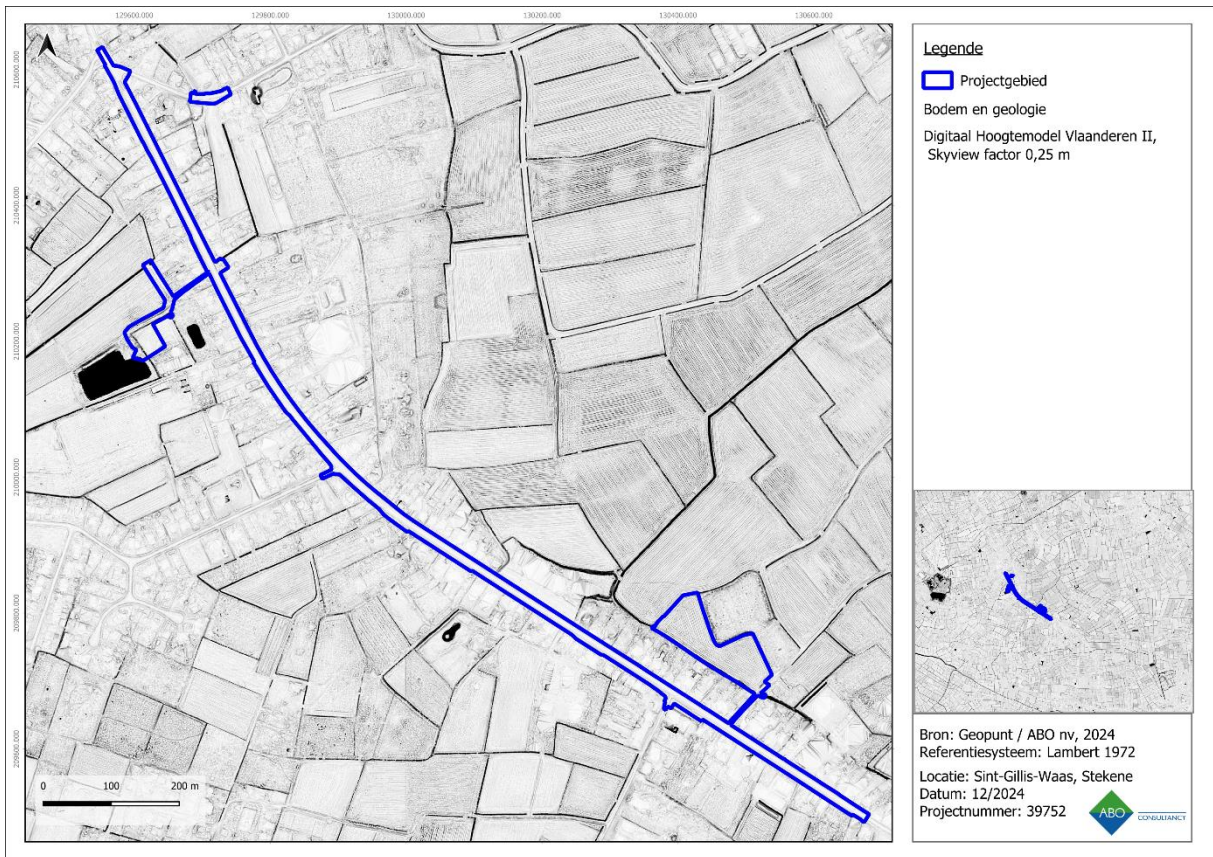 129600.000
129800.000
130000.000
130200.000
130400.000
130600.000
210600.000
210400.000
210200.000
210000.000
209800.000
209600.000
0 100 200 m
Legende
Projectgebied
Bodem en geologie
Digitaal Hoogtemodel Vlaanderen II,
Skyview factor 0,25 m
Bron: Geopunt / ABO nv, 2024
Referentiesysteem: Lambert 1972
Locatie: Sint-Gillis-Waas, Stekene
Datum: 12/2024
Projectnummer: 39752
ABO CONSULTANCY